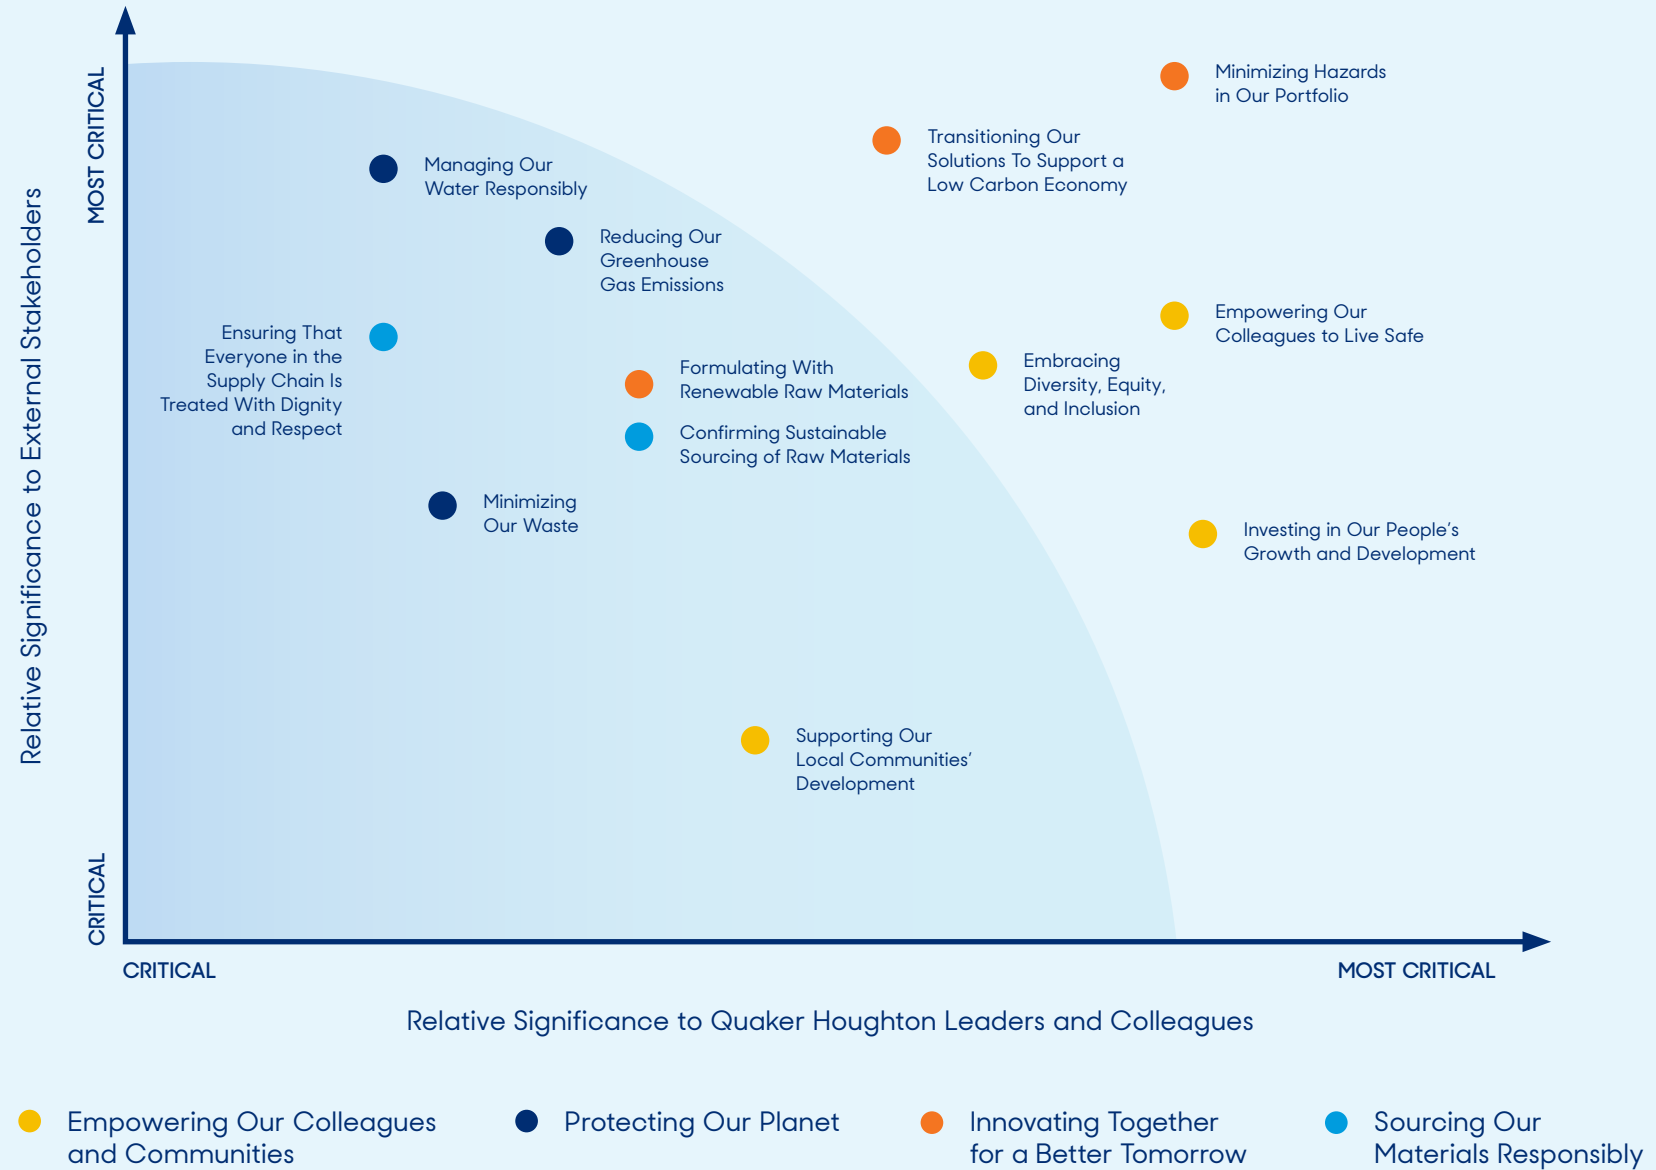 MOST CRITICAL
Relative Significance to External Stakeholders
CRITICAL
Minimizing Hazards
in Our Portfolio
Transitioning Our
Solutions To Support a
Low Carbon Economy
Managing Our
Water Responsibly
Reducing Our
Greenhouse
Gas Emissions
Empowering Our
Colleagues to Live Safe
Ensuring That
Everyone in the
Supply Chain Is
Treated With Dignity
and Respect
Embracing
Diversity, Equity,
and Inclusion
Formulating With
Renewable Raw Materials
Confirming Sustainable
Sourcing of Raw Materials
Minimizing
Our Waste
Investing in Our People’s
Growth and Development
Supporting Our
Local Communities’
Development
CRITICAL
MOST CRITICAL
Relative Significance to Quaker Houghton Leaders and Colleagues
Empowering Our Colleagues
and Communities
Protecting Our Planet
Innovating Together
for a Better Tomorrow
Sourcing Our
Materials Responsibly